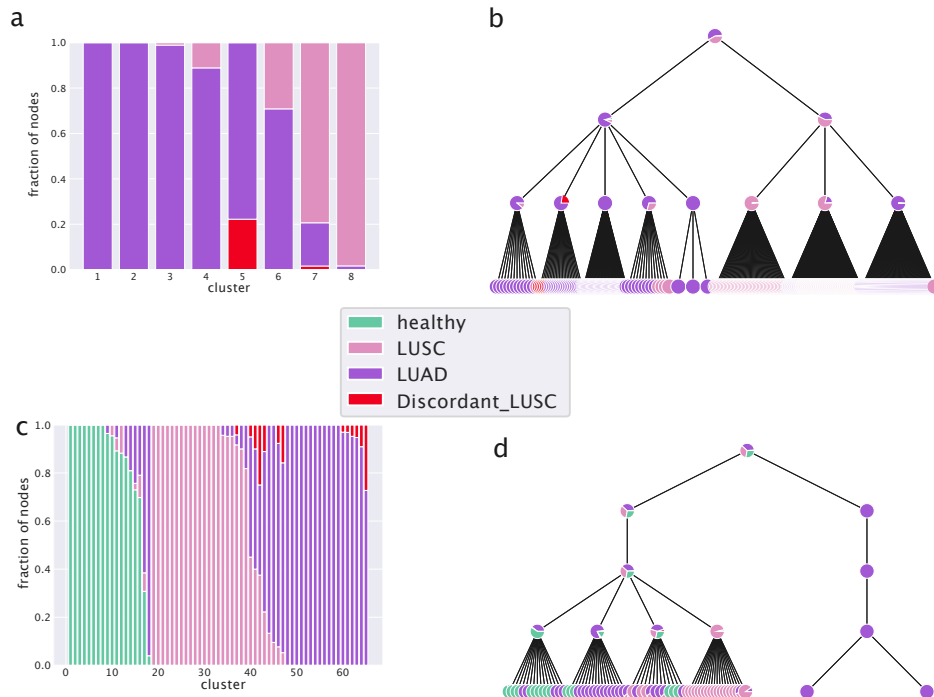 a
b
1.0
0.8
0.6
0.4
0.2
0.0
fraction of nodes
1 2 3 4 5 6 7 8
cluster
healthy
LUSC
LUAD
Discordant_LUSC
c
d
1.0
0.8
0.6
0.4
0.2
0.0
fraction of nodes
0 10 20 30 40 50 60
cluster